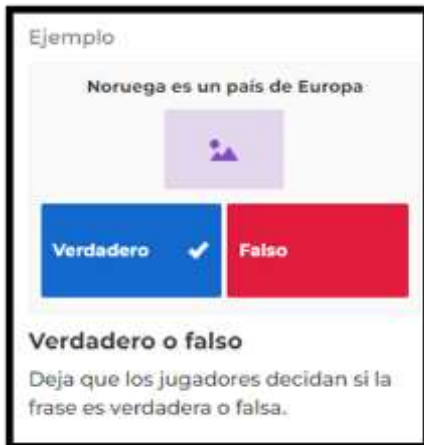 Ejemplo
Noruega es un país de Europa
Verdadero
Falso
Verdadero o falso
Deja que los jugadores decidan si la
frase es verdadera o falsa.